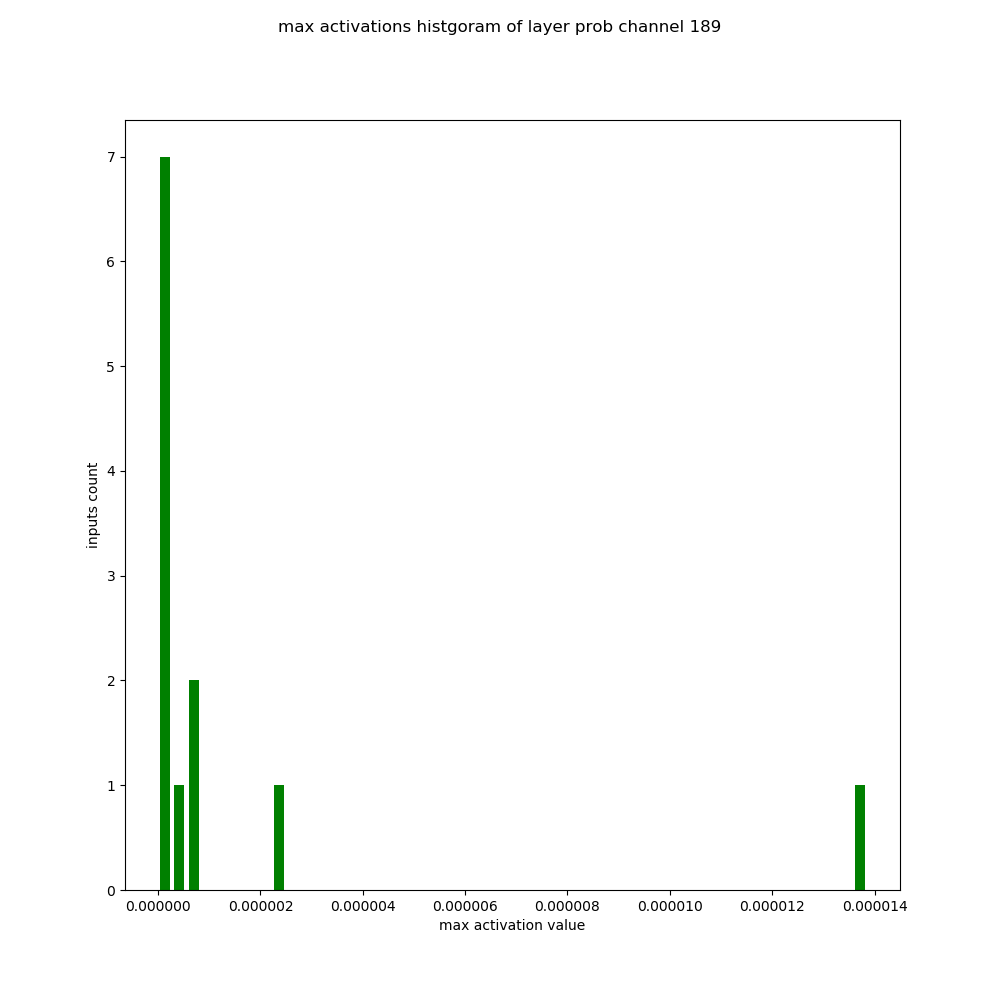 max activations histgoram of layer prob channel 189
7
6
5
4
3
2
1
0
inputs count
0.000000 0.000002 0.000004 0.000006 0.000008 0.000010 0.000012 0.000014
max activation value